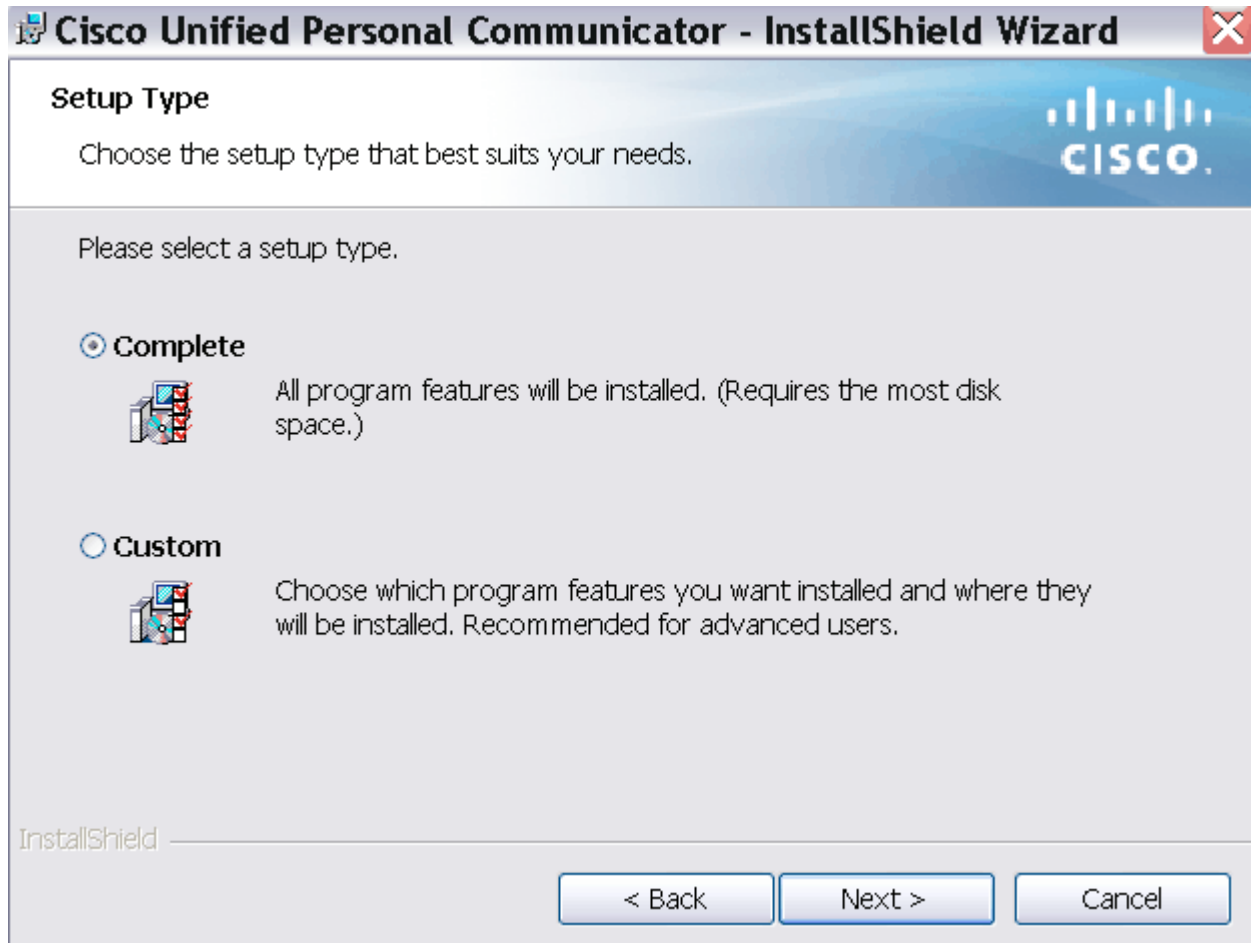 Cisco Unified Personal Communicator - InstallShield Wizard
Setup Type
Choose the setup type that best suits your needs.
CISCO.
Please select a setup type.
Complete
All program features will be installed. (Requires the most disk
space.)
Custom
Choose which program features you want installed and where they
will be installed. Recommended for advanced users.
InstallShield
< Back
Next >
Cancel